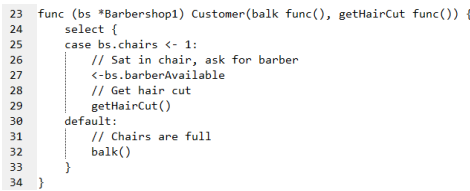 23 func (bs *Barbershop1) Customer(balk func(), getHairCut func()) {
24     select {
25     case bs.chairs <- 1:
26         // Sat in chair, ask for barber
27         <-bs.barberAvailable
28         // Get hair cut
29         getHairCut()
30     default:
31         // Chairs are full
32         balk()
33     }
34 }